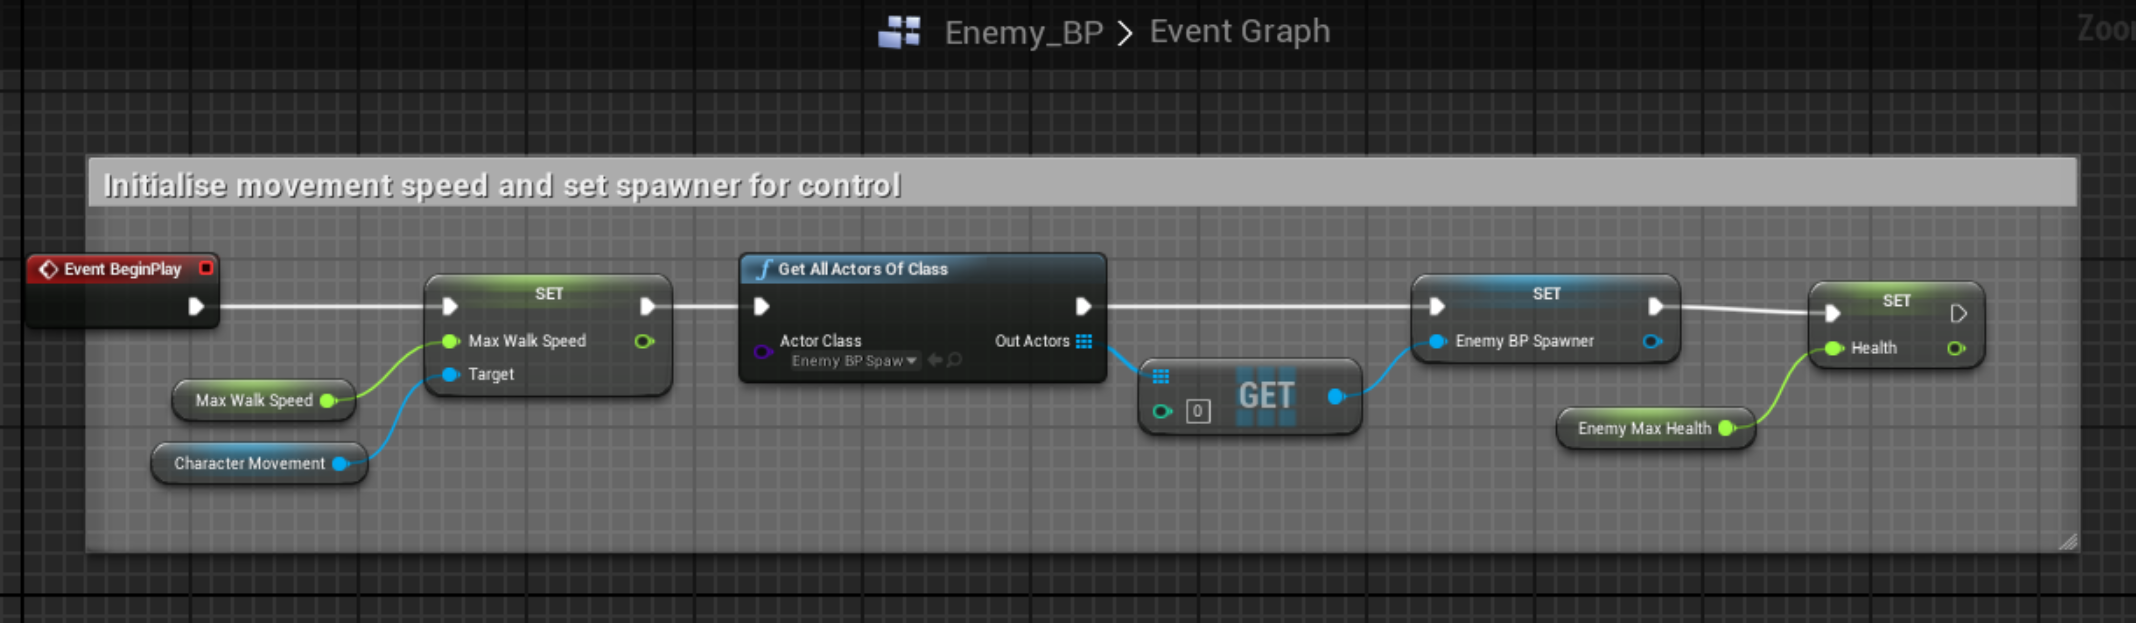 Enemy_BP > Event Graph
Zoo
Initialise movement speed and set spawner for control
Event BeginPlay
SET
Max Walk Speed
Target
Max Walk Speed
Character Movement
Get All Actors Of Class
Actor Class
Enemy BP Spaw
Out Actors
0
GET
SET
Enemy BP Spawner
SET
Health
Enemy Max Health